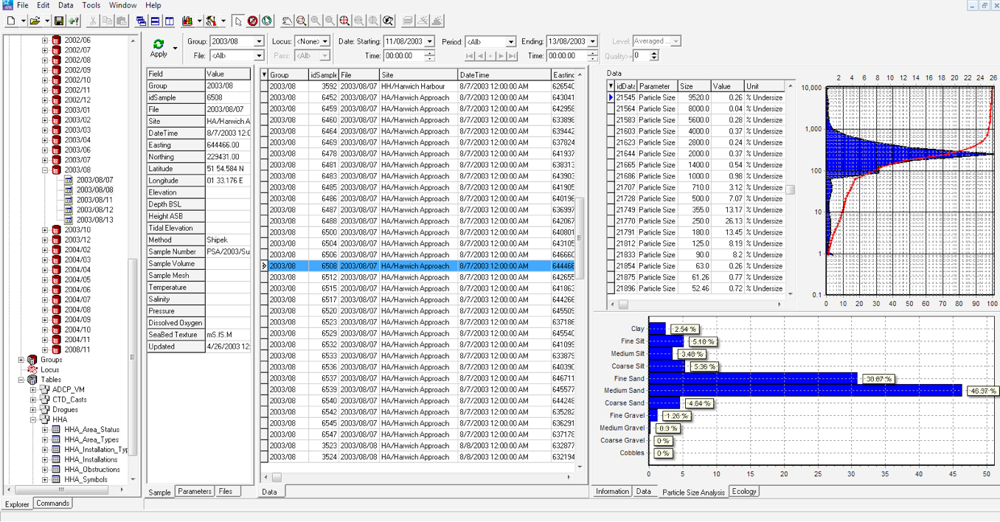 File Edit Data Tools Window Help
2002/06
2002/07
2002/08
2002/09
2002/10
2002/11
2002/12
2003/01
2003/02
2003/03
2003/04
2003/06
2003/07
2003/08
2003/08/07
2003/08/08
2003/08/11
2003/08/12
2003/08/13
2003/10
2003/12
2004/02
2004/03
2004/04
2004/05
2004/06
2004/07
2004/08
2004/09
2004/10
2004/11
2008/11
Groups
Locus
Tables
ADCP_VM
CTD_Casts
Drogues
HHA
HHA_Area_Status
HHA_Area_Types
HHA_Installation_Typ
HHA_Installations
HHA_Obstructions
HHA_Symbols
Explorer Commands
Apply
Group: 2003/08 Locus: <None> Date: Starting: 11/08/2003 Period: <All> Ending: 13/08/2003 Level: Averaged ...
File: <All> Pass: <All> Time: 00:00:00 Time: 00:00:00 Quality>= 0
Field Value
Group 2003/08
idSample 6508
File 2003/08/07
Site HA/Harwich A
DateTime 8/7/2003 12:0
Easting 644466.00
Northing 229431.00
Latitude 51 54.584 N
Longitude 01 33.176 E
Elevation
Depth BSL
Height ASB
Tidal Elevation
Method Shipek
Sample Number PSA/2003/Su
Sample Volume
Sample Mesh
Temperature
Salinity
Pressure
Dissolved Oxygen
SeaBed Texture mS.IS.M
Updated 4/26/2003 12:
Sample Parameters Files
Group idSample File Site DateTime Easting
2003/08 3592 2003/08/07 HH/Harwich Harbour 8/7/2003 12:00:00 AM 626540
2003/08 6452 2003/08/07 HA/Harwich Approach 8/7/2003 12:00:00 AM 643041
2003/08 6459 2003/08/07 HA/Harwich Approach 8/7/2003 12:00:00 AM 642958
2003/08 6460 2003/08/07 HA/Harwich Approach 8/7/2003 12:00:00 AM 633898
2003/08 6464 2003/08/07 HA/Harwich Approach 8/7/2003 12:00:00 AM 639442
2003/08 6469 2003/08/07 HA/Harwich Approach 8/7/2003 12:00:00 AM 637824
2003/08 6478 2003/08/07 HA/Harwich Approach 8/7/2003 12:00:00 AM 641937
2003/08 6481 2003/08/07 HA/Harwich Approach 8/7/2003 12:00:00 AM 638313
2003/08 6483 2003/08/07 HA/Harwich Approach 8/7/2003 12:00:00 AM 643903
2003/08 6485 2003/08/07 HA/Harwich Approach 8/7/2003 12:00:00 AM 641905
2003/08 6486 2003/08/07 HA/Harwich Approach 8/7/2003 12:00:00 AM 640196
2003/08 6487 2003/08/07 HA/Harwich Approach 8/7/2003 12:00:00 AM 636997
2003/08 6488 2003/08/07 HA/Harwich Approach 8/7/2003 12:00:00 AM 642067
2003/08 6500 2003/08/07 HA/Harwich Approach 8/7/2003 12:00:00 AM 640801
2003/08 6504 2003/08/07 HA/Harwich Approach 8/7/2003 12:00:00 AM 643105
2003/08 6506 2003/08/07 HA/Harwich Approach 8/7/2003 12:00:00 AM 646660
2003/08 6508 2003/08/07 HA/Harwich Approach 8/7/2003 12:00:00 AM 644466
2003/08 6512 2003/08/07 HA/Harwich Approach 8/7/2003 12:00:00 AM 642655
2003/08 6515 2003/08/07 HA/Harwich Approach 8/7/2003 12:00:00 AM 641863
2003/08 6517 2003/08/07 HA/Harwich Approach 8/7/2003 12:00:00 AM 644266
2003/08 6520 2003/08/07 HA/Harwich Approach 8/7/2003 12:00:00 AM 645509
2003/08 6523 2003/08/07 HA/Harwich Approach 8/7/2003 12:00:00 AM 637186
2003/08 6529 2003/08/07 HA/Harwich Approach 8/7/2003 12:00:00 AM 645540
2003/08 6532 2003/08/07 HA/Harwich Approach 8/7/2003 12:00:00 AM 641099
2003/08 6533 2003/08/07 HA/Harwich Approach 8/7/2003 12:00:00 AM 633879
2003/08 6536 2003/08/07 HA/Harwich Approach 8/7/2003 12:00:00 AM 640390
2003/08 6537 2003/08/07 HA/Harwich Approach 8/7/2003 12:00:00 AM 646711
2003/08 6539 2003/08/07 HA/Harwich Approach 8/7/2003 12:00:00 AM 645577
2003/08 6540 2003/08/07 HA/Harwich Approach 8/7/2003 12:00:00 AM 644248
2003/08 6542 2003/08/07 HA/Harwich Approach 8/7/2003 12:00:00 AM 635282
2003/08 6545 2003/08/07 HA/Harwich Approach 8/7/2003 12:00:00 AM 636291
2003/08 6547 2003/08/07 HA/Harwich Approach 8/7/2003 12:00:00 AM 637178
2003/08 3523 2003/08/08 HA/Harwich Approach 8/8/2003 12:00:00 AM 632877
2003/08 3524 2003/08/08 HA/Harwich Approach 8/8/2003 12:00:00 AM 632194
Data
Data
idData Parameter Size Value Unit
21545 Particle Size 9520.0 0.26 % Undersize
21564 Particle Size 8000.0 0.04 % Undersize
21583 Particle Size 5600.0 0.28 % Undersize
21603 Particle Size 4000.0 0.37 % Undersize
21623 Particle Size 2800.0 0.24 % Undersize
21644 Particle Size 2000.0 0.37 % Undersize
21665 Particle Size 1400.0 0.54 % Undersize
21686 Particle Size 1000.0 0.98 % Undersize
21707 Particle Size 710.0 3.12 % Undersize
21728 Particle Size 500.0 7.07 % Undersize
21749 Particle Size 355.0 13.17 % Undersize
21770 Particle Size 250.0 26.13 % Undersize
21791 Particle Size 180.0 13.45 % Undersize
21812 Particle Size 125.0 8.19 % Undersize
21833 Particle Size 90.0 8.2 % Undersize
21854 Particle Size 63.0 0.26 % Undersize
21875 Particle Size 61.26 0.77 % Undersize
21896 Particle Size 52.46 0.72 % Undersize
2 4 6 8 10 12 14 16 18 20 22 24 26
10,000
1,000
100
10
1
0.1
0 10 20 30 40 50 60 70 80 90 100
Clay 2.54 %
Fine Silt 5.18 %
Medium Silt 3.48 %
Coarse Silt 5.36 %
Fine Sand 30.87 %
Medium Sand 46.37 %
Coarse Sand 4.64 %
Fine Gravel 1.26 %
Medium Gravel 0.3 %
Coarse Gravel 0 %
Cobbles 0 %
0 5 10 15 20 25 30 35 40 45 50
Information Data Particle Size Analysis Ecology